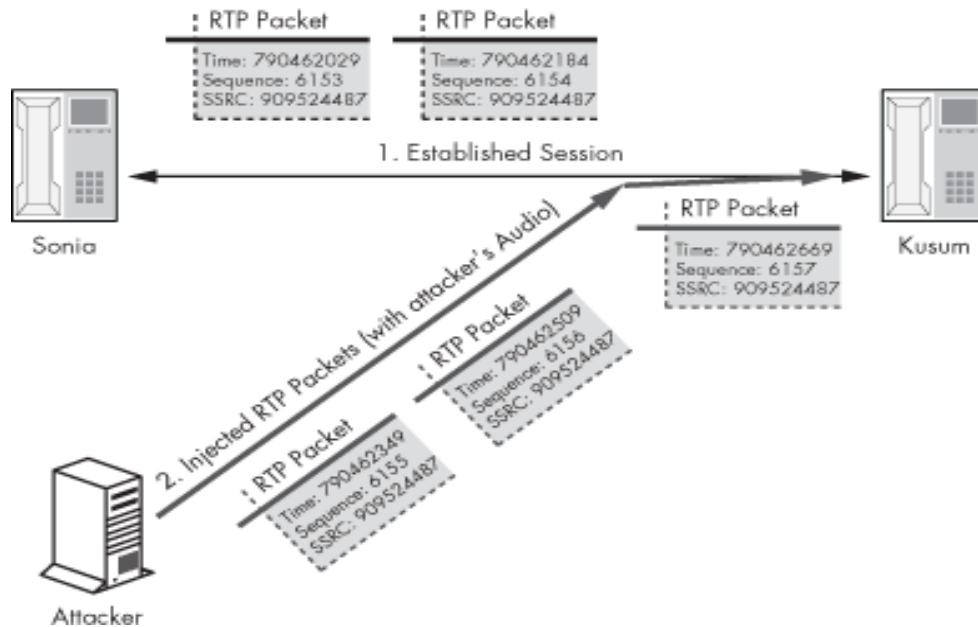 RTP Packet
Time: 790462029
Sequence: 6153
SSRC: 909524487
RTP Packet
Time: 790462184
Sequence: 6154
SSRC: 909524487
1. Established Session
Sonia
Kusum
RTP Packet
Time: 790462669
Sequence: 6157
SSRC: 909524487
2. Injected RTP Packets (with attacker's Audio)
RTP Packet
Time: 790462509
Sequence: 6156
SSRC: 909524487
RTP Packet
Time: 790462349
Sequence: 6155
SSRC: 909524487
Attacker